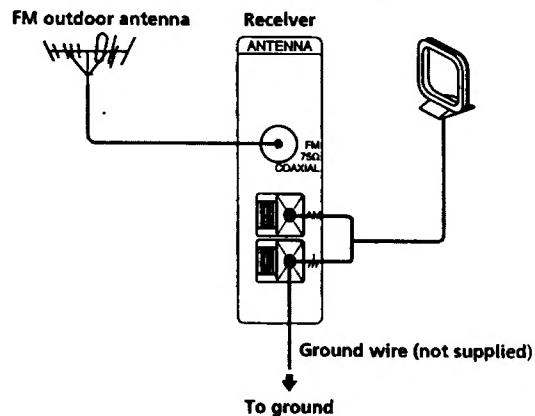 FM outdoor antenna
Receiver
ANTENNA
FM
75Ω
COAXIAL
AM
Ground wire (not supplied)
To ground